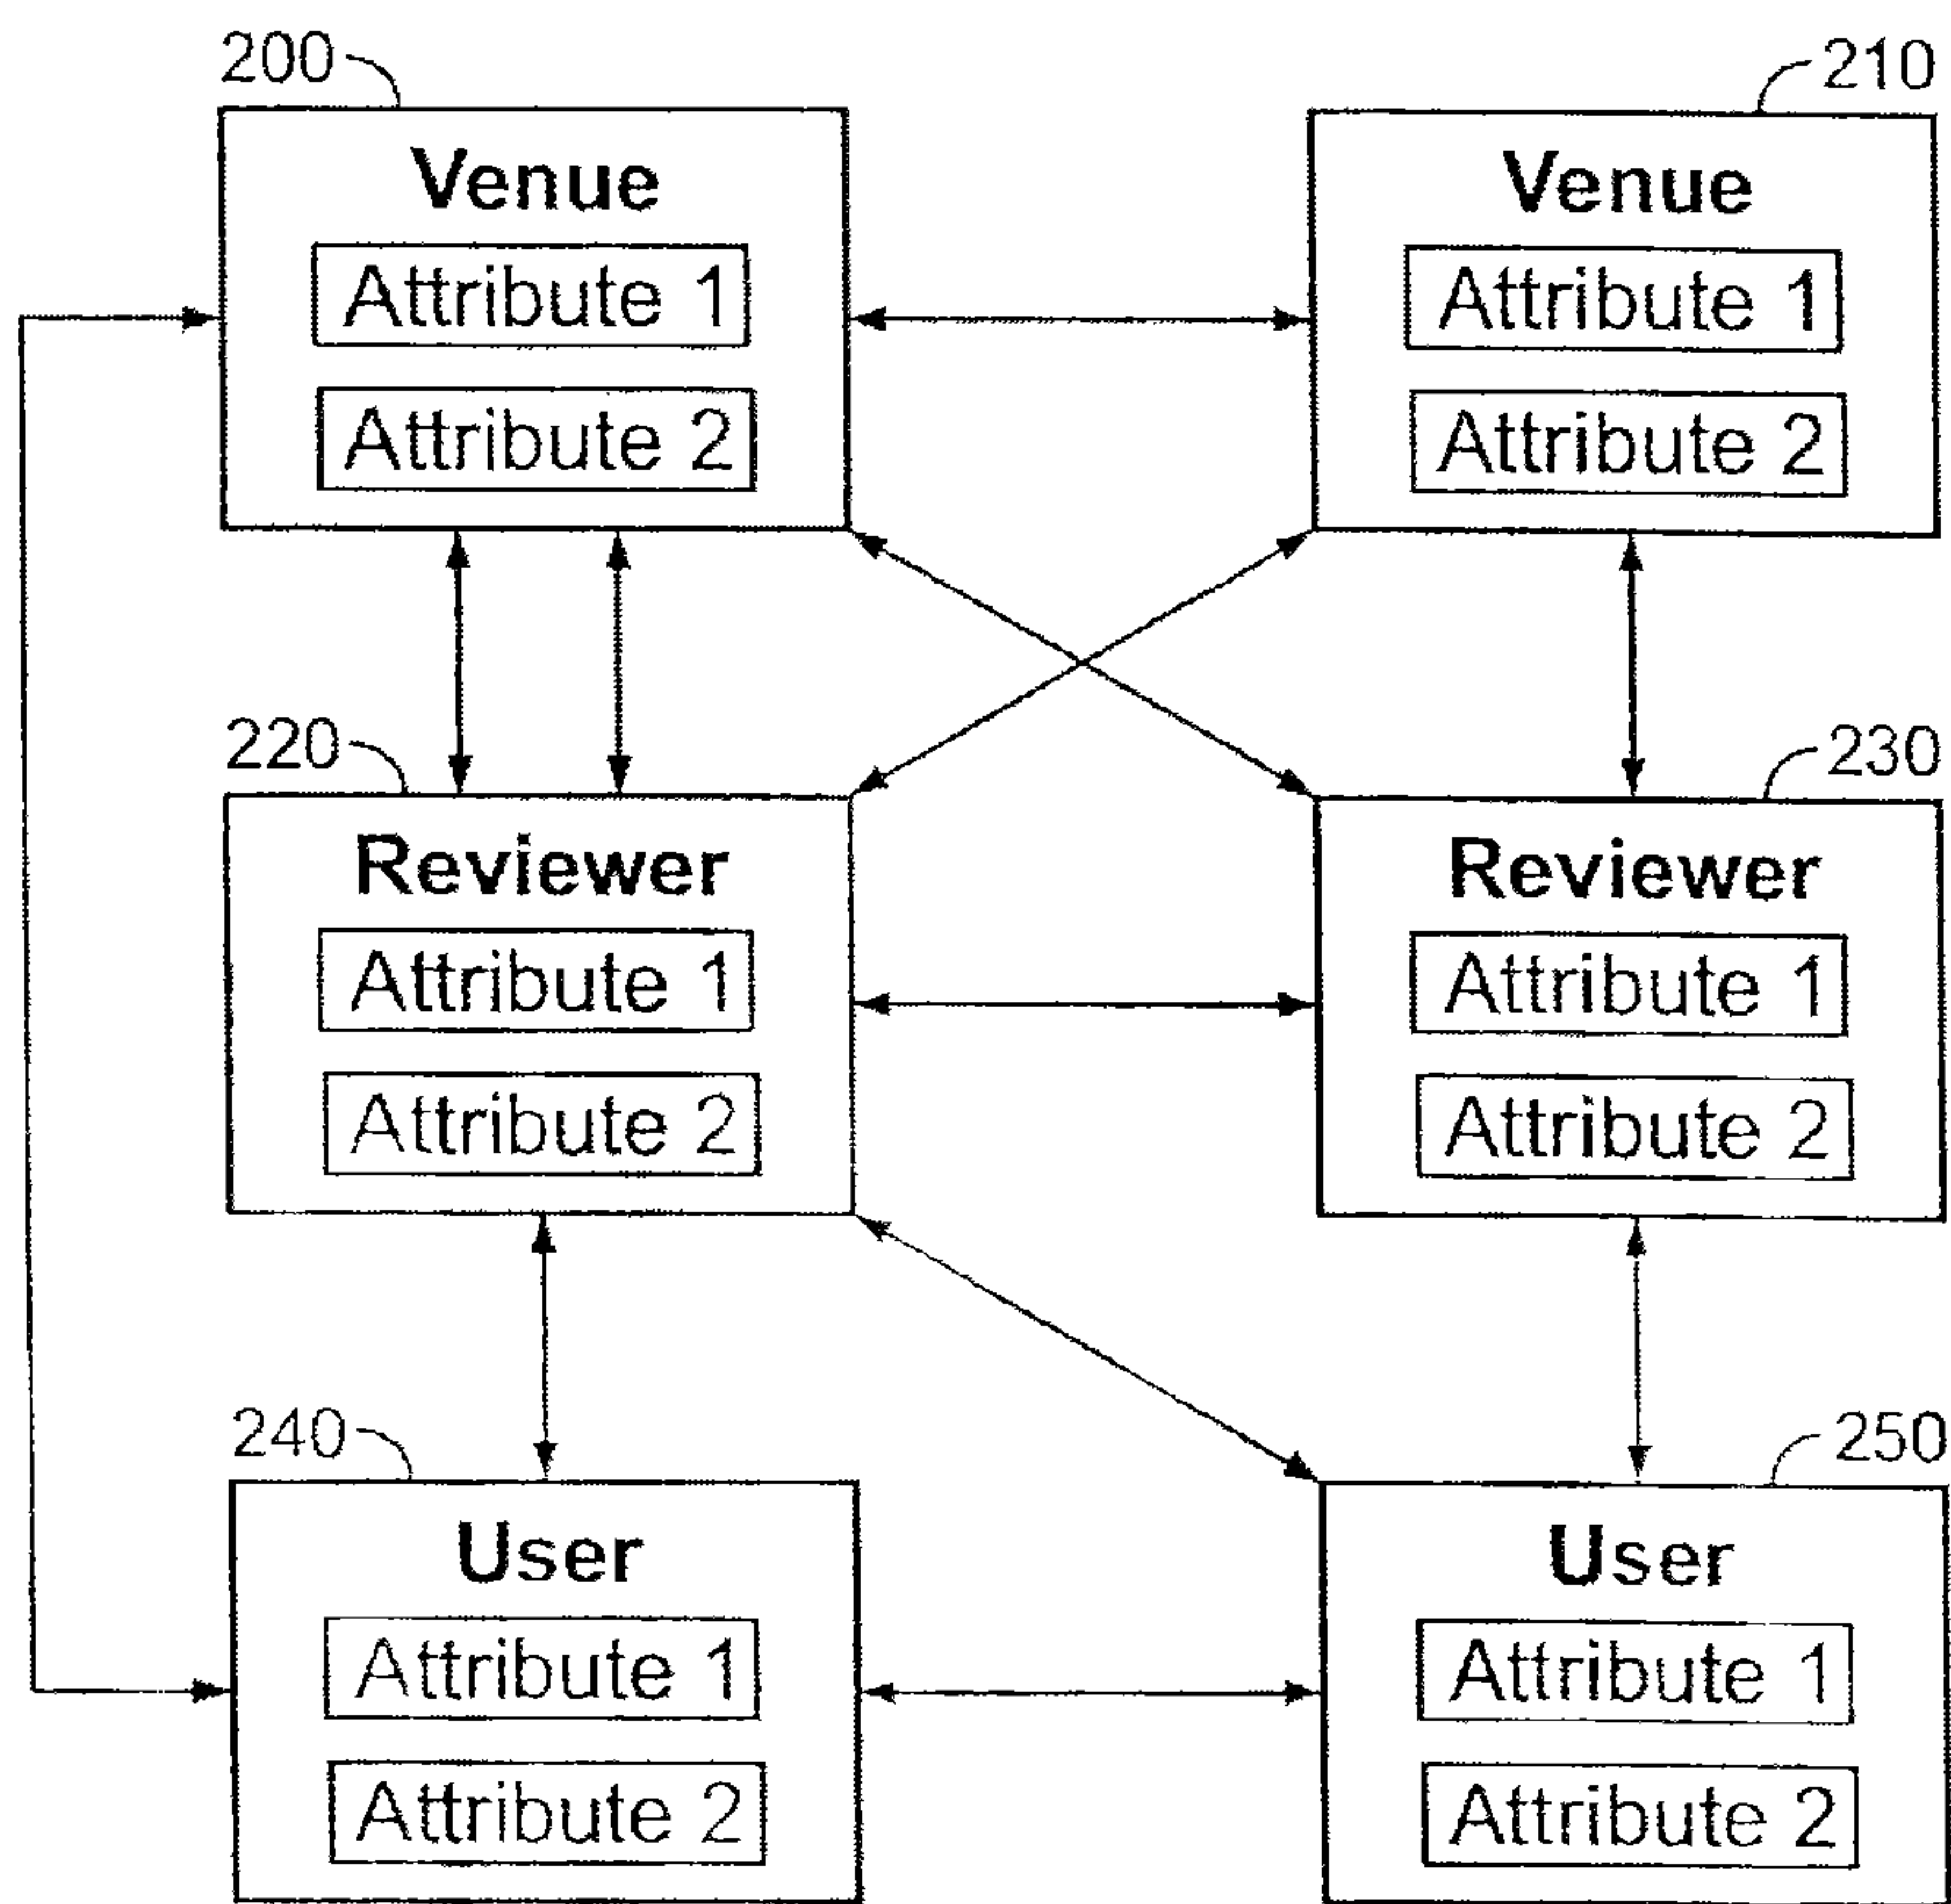 200
210
Venue
Attribute 1
Attribute 2
Venue
Attribute 1
Attribute 2
220
230
Reviewer
Attribute 1
Attribute 2
Reviewer
Attribute 1
Attribute 2
240
250
User
Attribute 1
Attribute 2
User
Attribute 1
Attribute 2